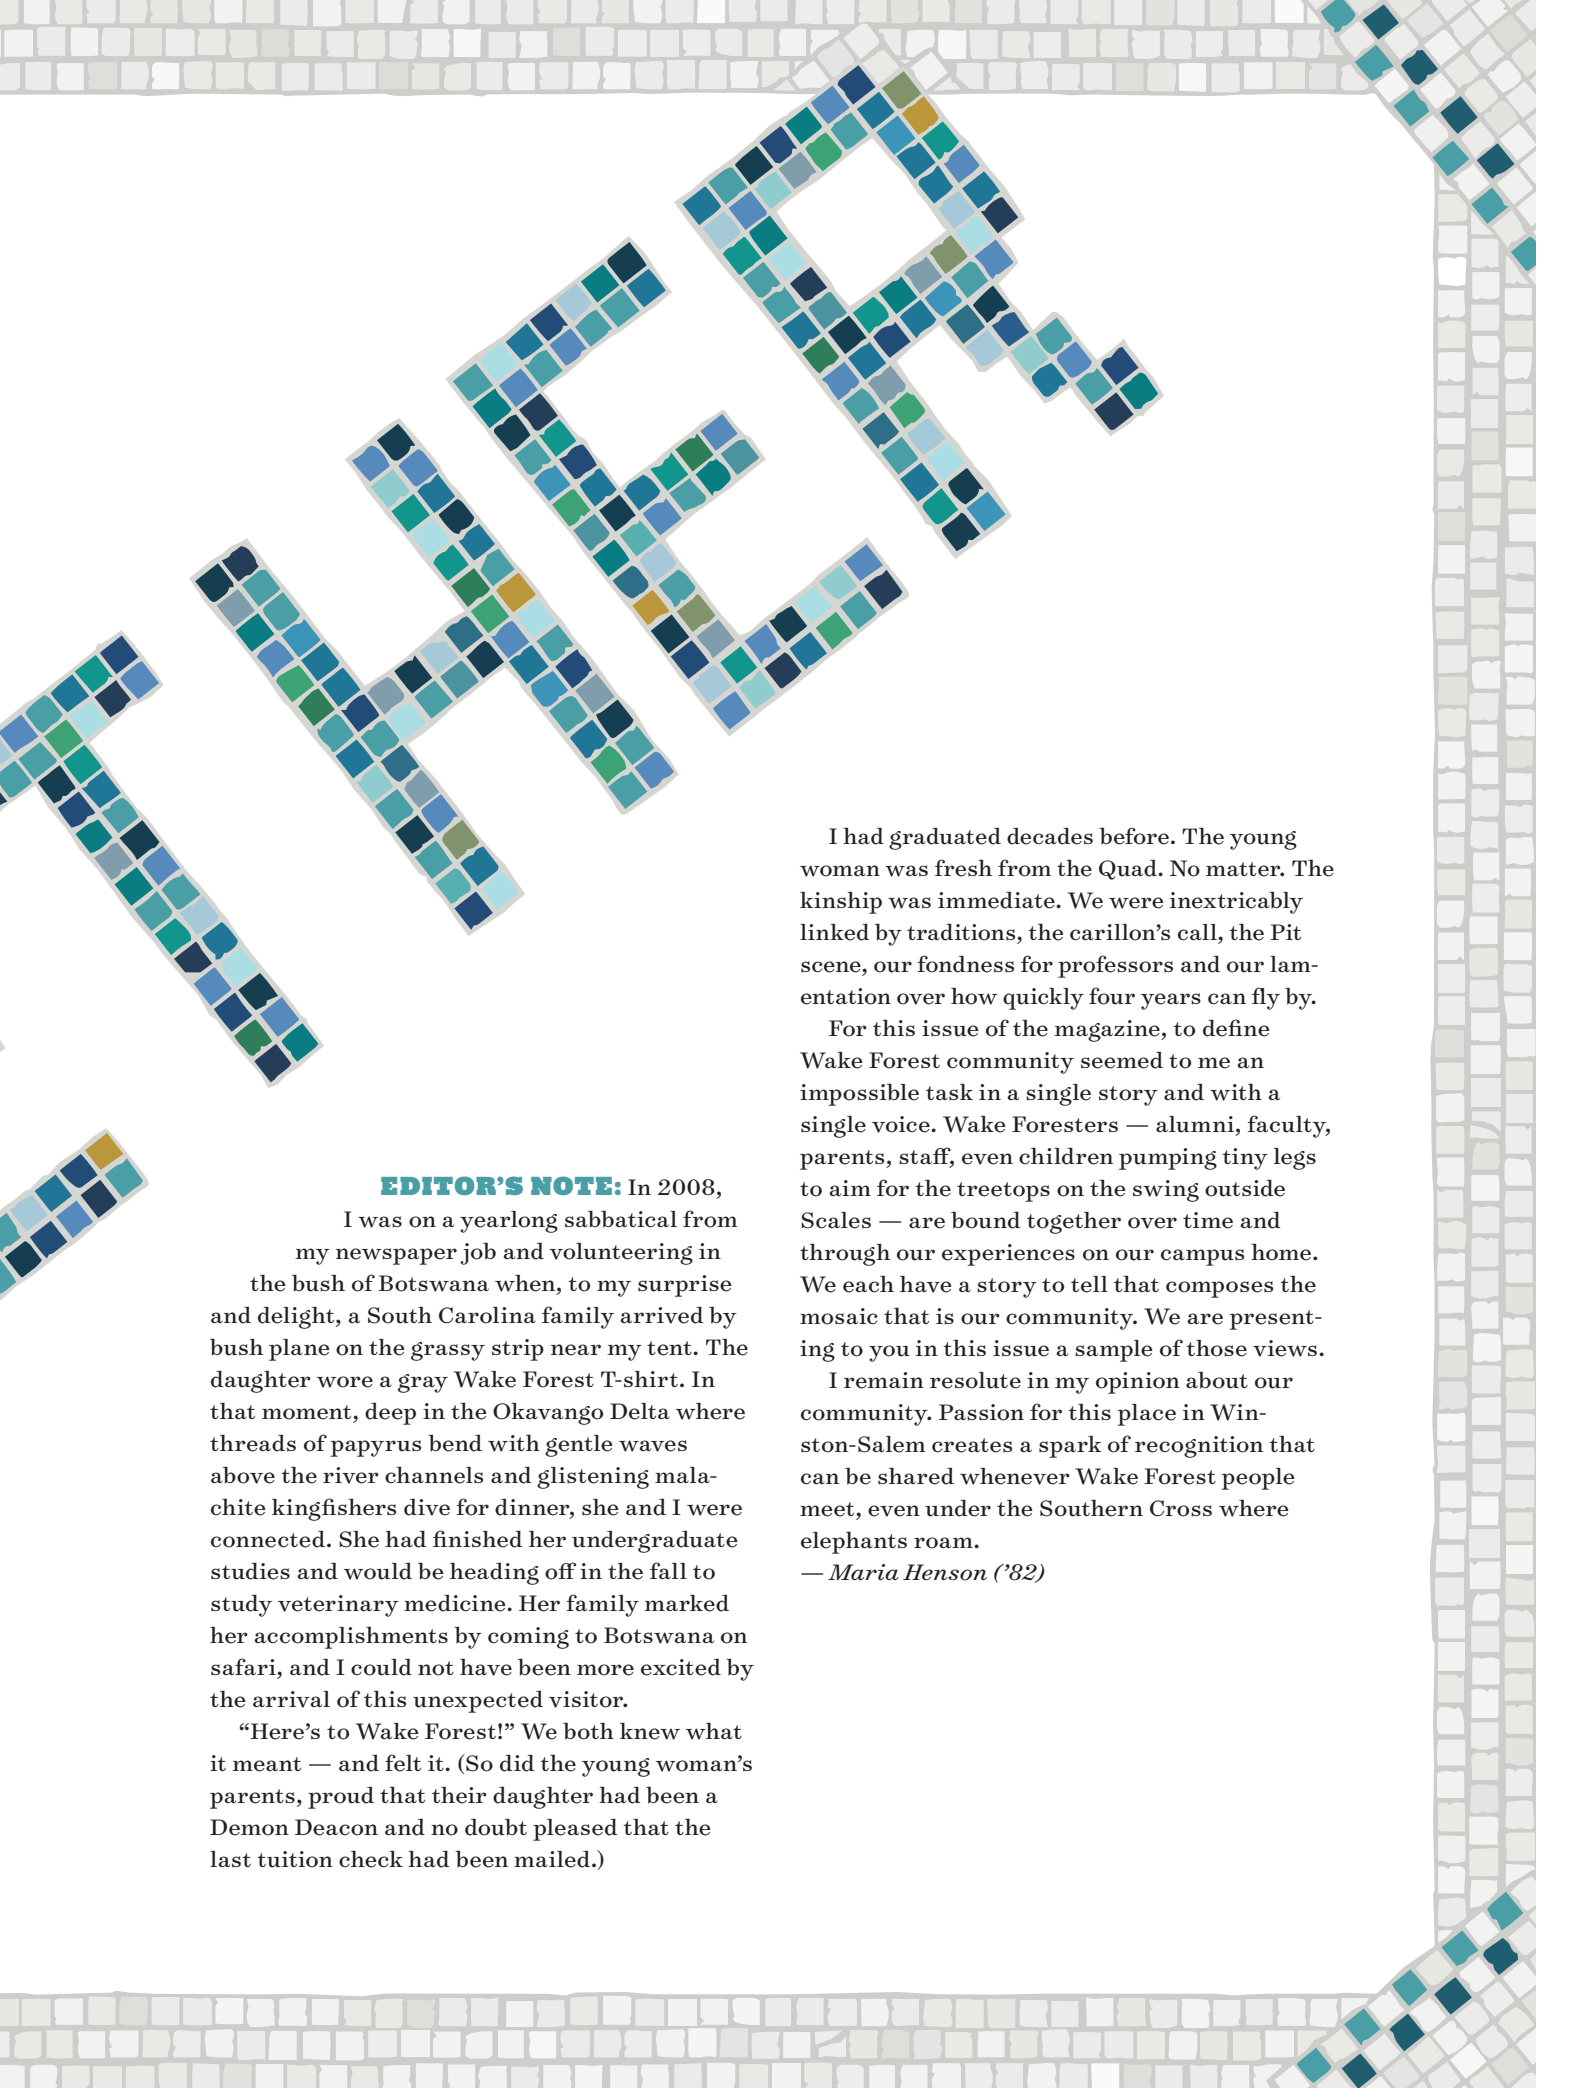 THER
EDITOR'S NOTE: In 2008,
I was on a yearlong sabbatical from
my newspaper job and volunteering in
the bush of Botswana when, to my surprise
and delight, a South Carolina family arrived by
bush plane on the grassy strip near my tent. The
daughter wore a gray Wake Forest T-shirt. In
that moment, deep in the Okavango Delta where
threads of papyrus bend with gentle waves
above the river channels and glistening mala-
chite kingfishers dive for dinner, she and I were
connected. She had finished her undergraduate
studies and would be heading off in the fall to
study veterinary medicine. Her family marked
her accomplishments by coming to Botswana on
safari, and I could not have been more excited by
the arrival of this unexpected visitor.
“Here’s to Wake Forest!” We both knew what
it meant — and felt it. (So did the young woman’s
parents, proud that their daughter had been a
Demon Deacon and no doubt pleased that the
last tuition check had been mailed.)
I had graduated decades before. The young
woman was fresh from the Quad. No matter. The
kinship was immediate. We were inextricably
linked by traditions, the carillon’s call, the Pit
scene, our fondness for professors and our lam-
entation over how quickly four years can fly by.
For this issue of the magazine, to define
Wake Forest community seemed to me an
impossible task in a single story and with a
single voice. Wake Foresters — alumni, faculty,
parents, staff, even children pumping tiny legs
to aim for the treetops on the swing outside
Scales — are bound together over time and
through our experiences on our campus home.
We each have a story to tell that composes the
mosaic that is our community. We are present-
ing to you in this issue a sample of those views.
I remain resolute in my opinion about our
community. Passion for this place in Win-
ston-Salem creates a spark of recognition that
can be shared whenever Wake Forest people
meet, even under the Southern Cross where
elephants roam.
— Maria Henson (’82)